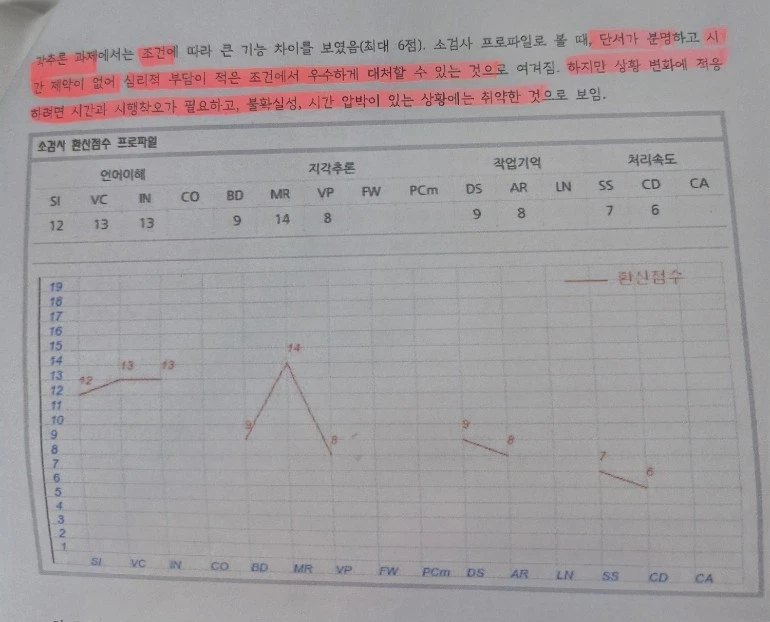 각추론 과제에서는 조건에 따라 큰 기능 차이를 보였음(최대 6점). 소검사 프로파일로 볼 때, 단서가 분명하고 시
간 제약이 없어 심리적 부담이 적은 조건에서 우수하게 대처할 수 있는 것으로 여겨짐. 하지만 상황 변화에 적응
하려면 시간과 시행착오가 필요하고, 불확실성, 시간 압박이 있는 상황에는 취약한 것으로 보임.
소검사 환산점수 프로파일
언어이해 지각추론 작업기억 처리속도
SI VC IN CO BD MR VP FW PCm DS AR LN SS CD CA
12 13 13 9 14 8 9 8 7 6
환산점수
19
18
17
16
15
14 14
13 13 13
12 12
11
10
9 9 9
8 8 8
7 7
6 6
5
4
3
2
1
SI VC IN CO BD MR VP FW PCm DS AR LN SS CD CA